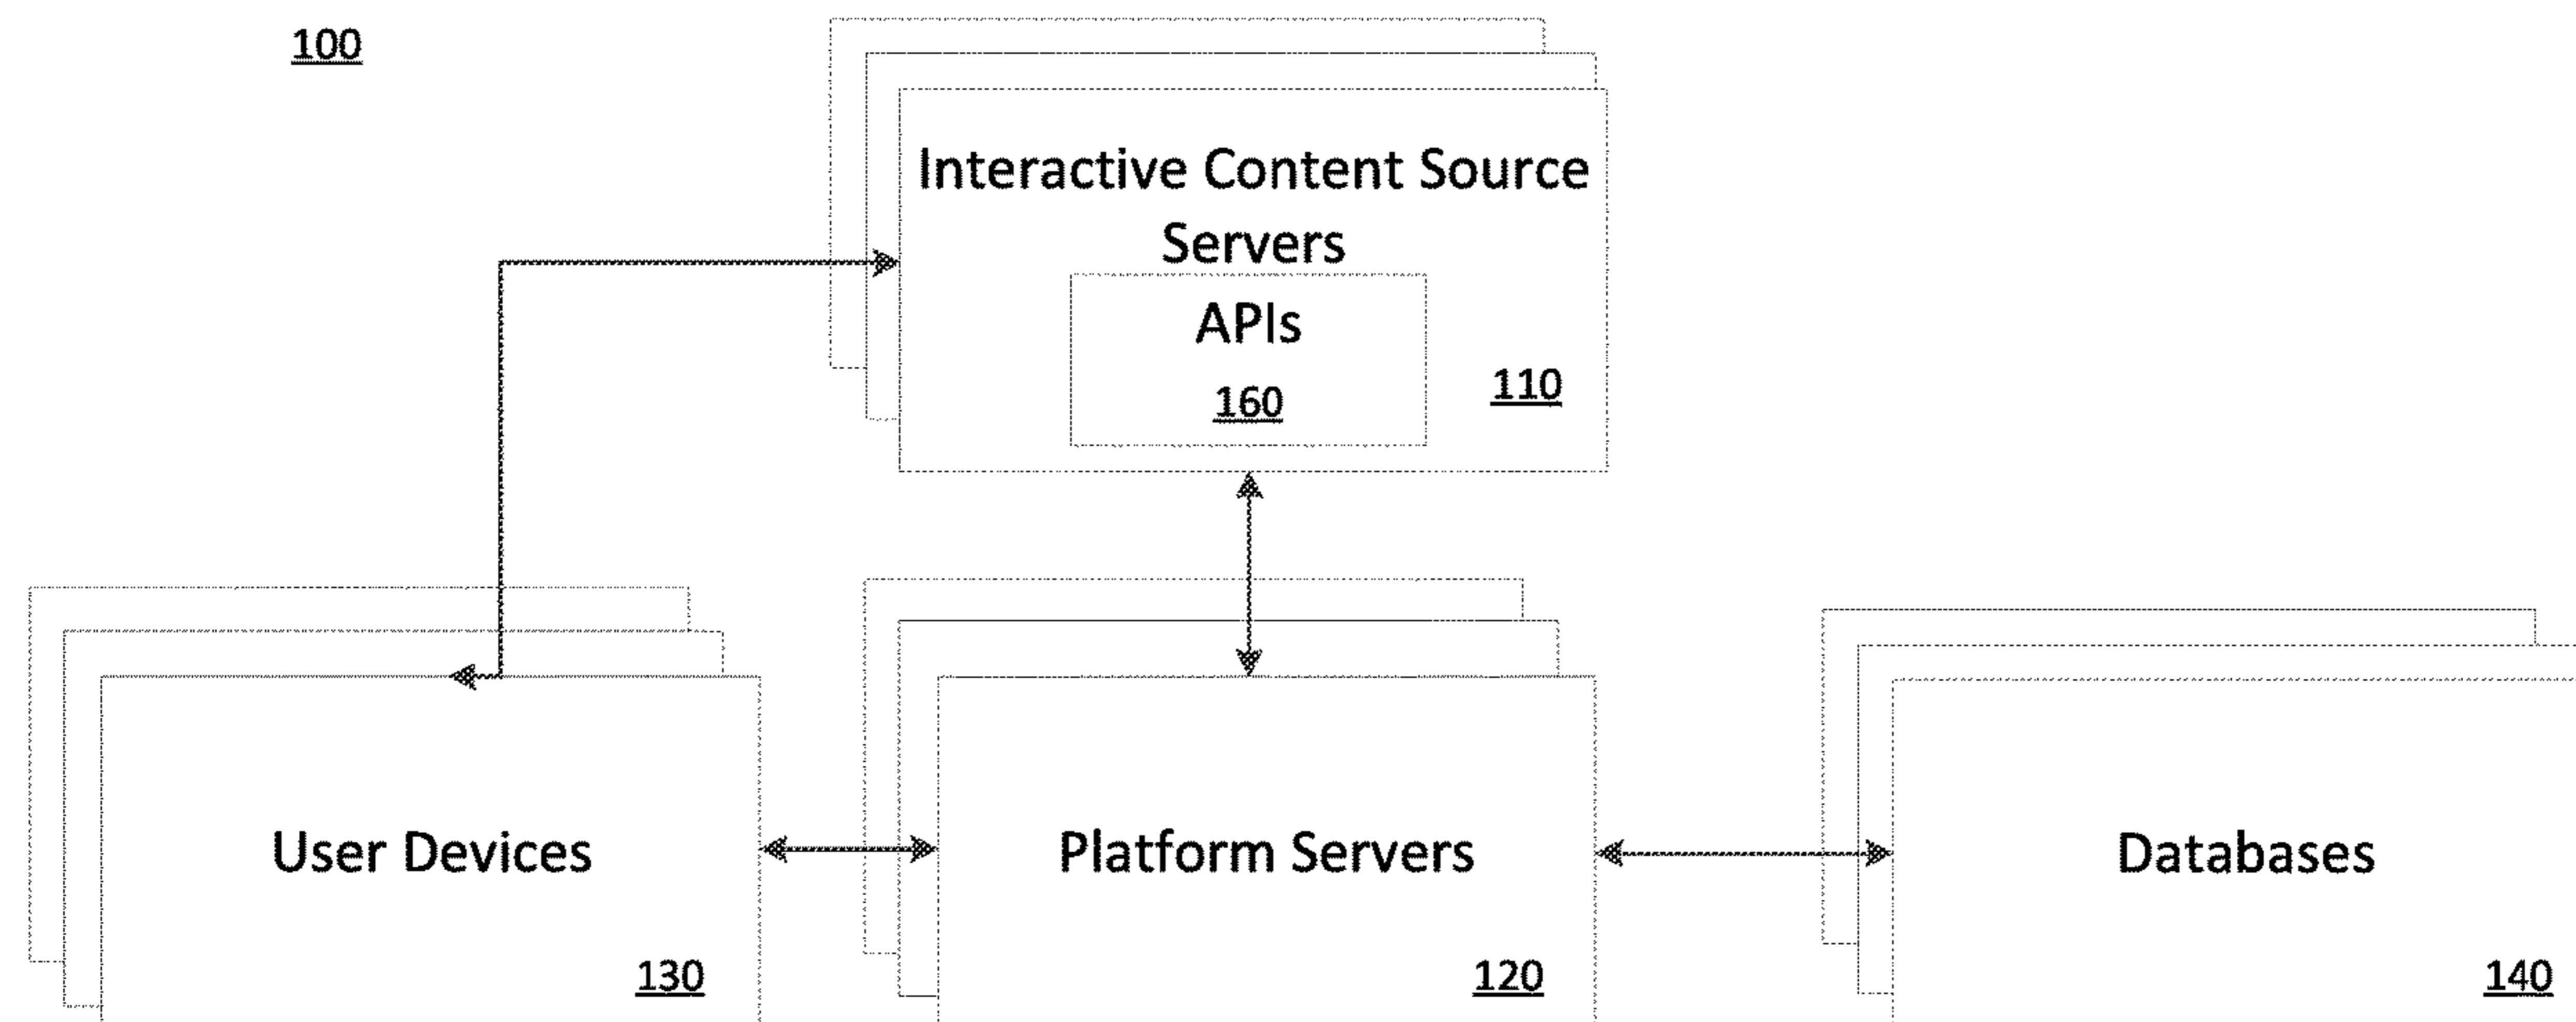 100
Interactive Content Source
Servers
APIs
160
110
User Devices
130
Platform Servers
120
Databases
140